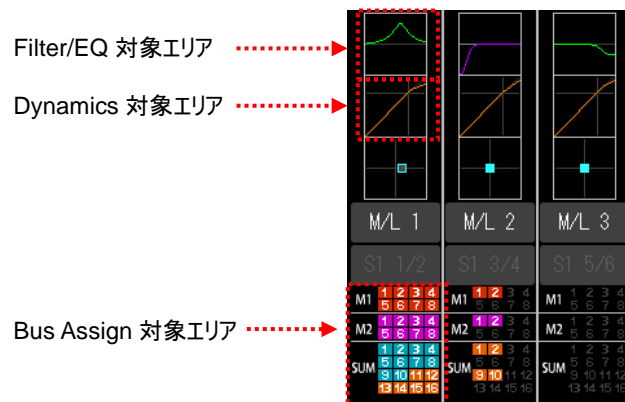 Filter/EQ 対象エリア
Dynamics 対象エリア
M/L 1 M/L 2 M/L 3
S1 1/2 S1 3/4 S1 5/6
M1 1 2 3 4 M1 1 2 3 4 M1 1 2 3 4
5 6 7 8 5 6 7 8 5 6 7 8
Bus Assign 対象エリア
M2 1 2 3 4 M2 1 2 3 4 M2 1 2 3 4
5 6 7 8 5 6 7 8 5 6 7 8
1 2 3 4 1 2 3 4 1 2 3 4
SUM 5 6 7 8 SUM 5 6 7 8 SUM 5 6 7 8
9 10 11 12 9 10 11 12 9 10 11 12
13 14 15 16 13 14 15 16 13 14 15 16